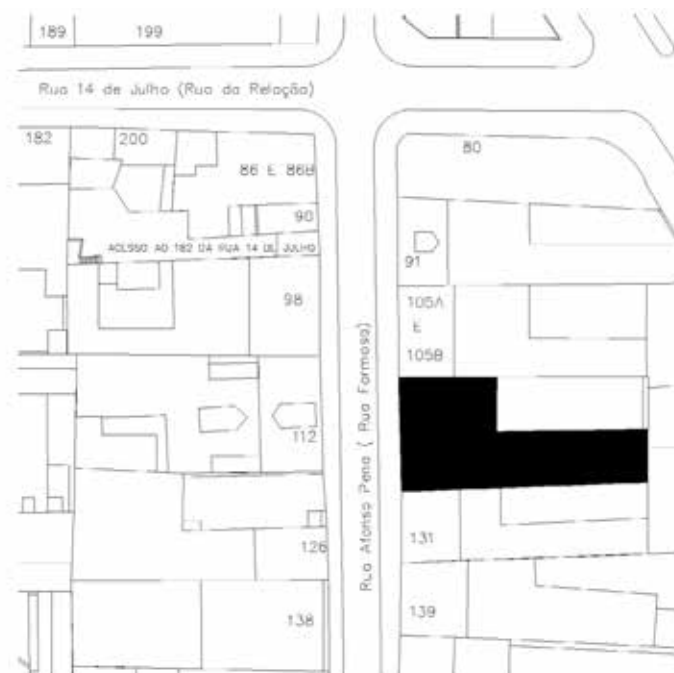 189
199
Rua 14 de Julho (Rua da Relação)
182
200
80
86 E 86B
90
ACESSO AO 182 DA RUA 14 DE JULHO
91
98
105A
E
105B
Rua Afonso Pena ( Rua Formosa)
112
126
131
138
139